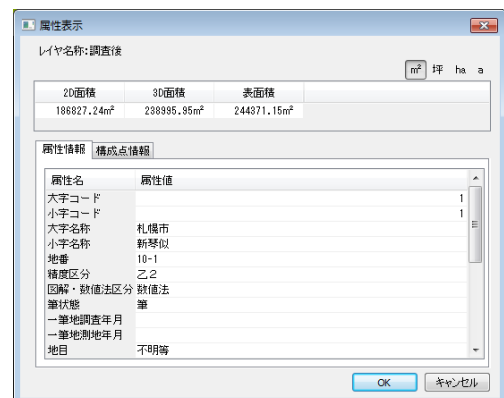 属性表示
レイヤ名称:調査後
m² 坪 ha a
2D面積 3D面積 表面積
186827.24m² 238995.95m² 244371.15m²
属性情報 構成点情報
属性名 属性値
大字コード 1
小字コード 1
大字名称 札幌市
小字名称 新琴似
地番 10-1
精度区分 乙2
図解・数値法区分 数値法
筆状態 筆
一筆地調査年月
一筆地測地年月
地目 不明等
OK キャンセル